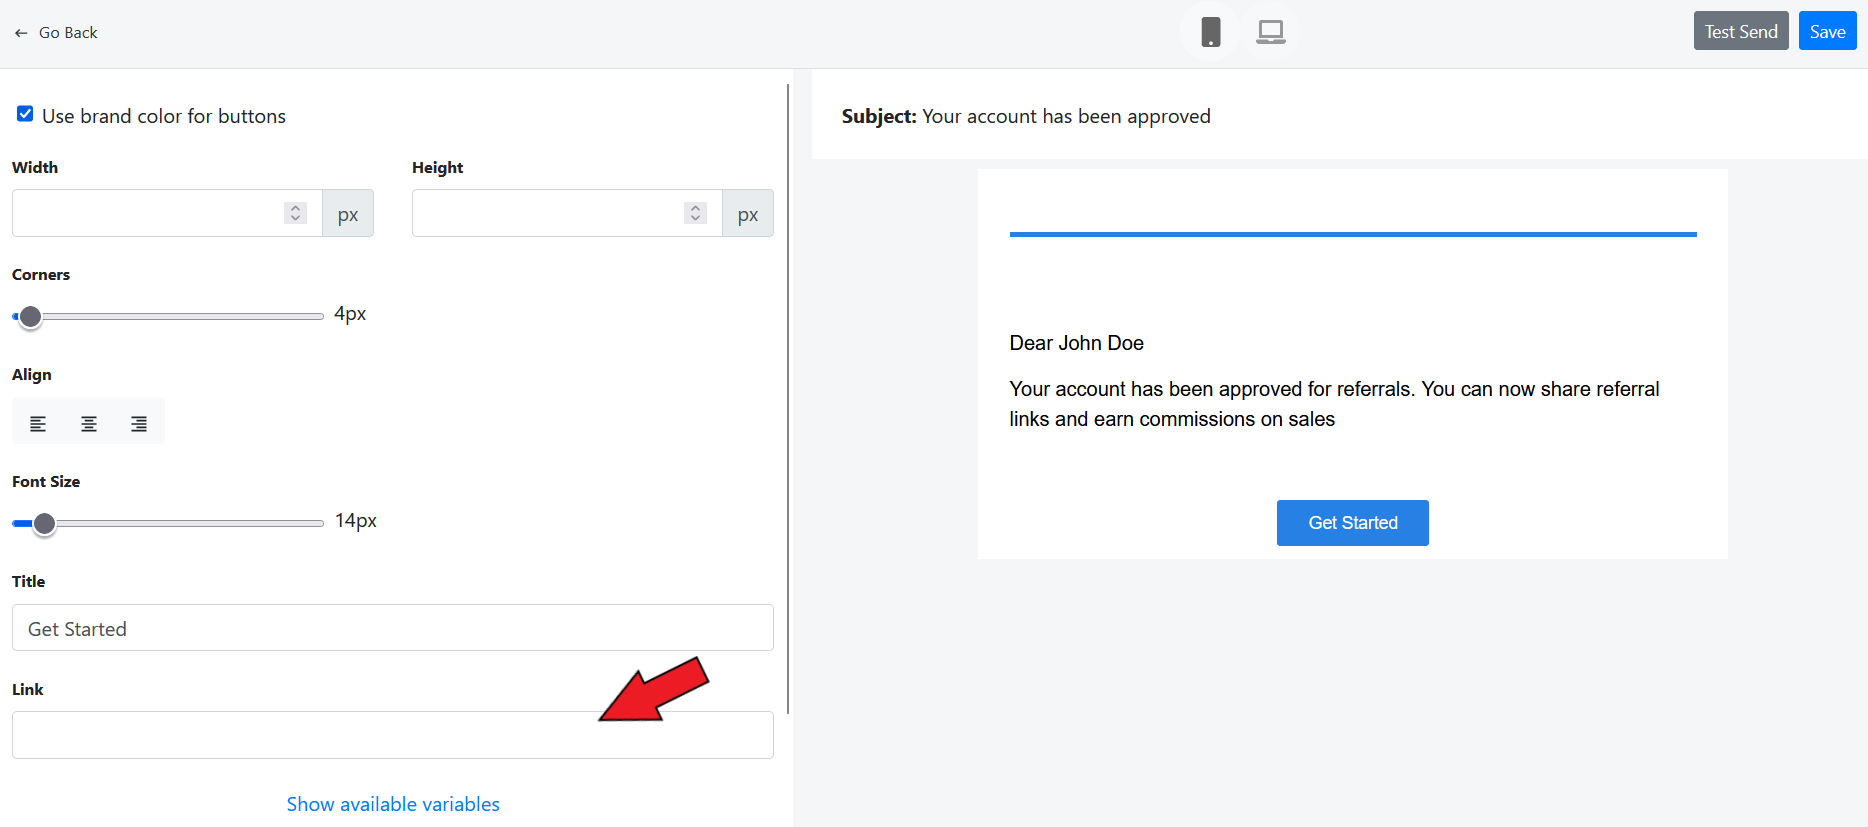 Go Back
Test Send
Save
Use brand color for buttons
Width
Height
px
px
Corners
4px
Align
Font Size
14px
Title
Get Started
Link
Show available variables
Subject: Your account has been approved
Dear John Doe
Your account has been approved for referrals. You can now share referral
links and earn commissions on sales
Get Started